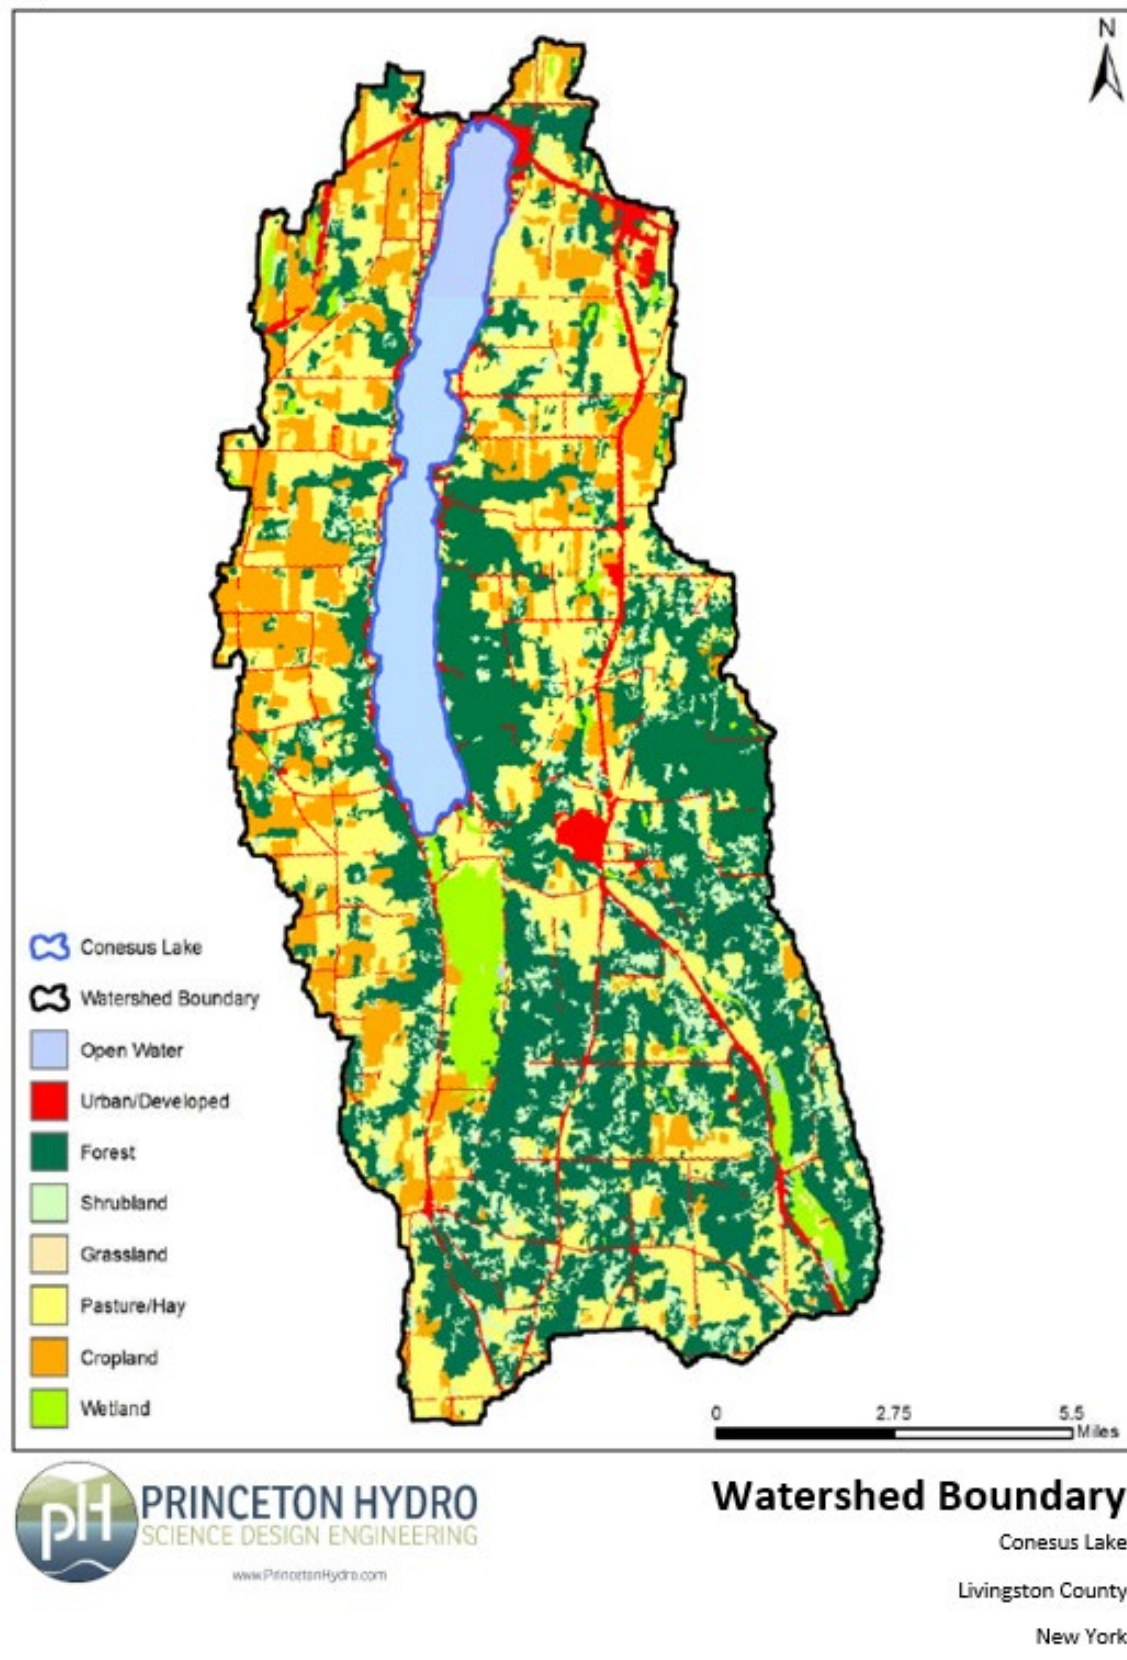 N
Conesus Lake
Watershed Boundary
Open Water
Urban/Developed
Forest
Shrubland
Grassland
Pasture/Hay
Cropland
Wetland
0 2.75 5.5
Miles
pH
PRINCETON HYDRO
SCIENCE DESIGN ENGINEERING
www.PrincetonHydro.com
Watershed Boundary
Conesus Lake
Livingston County
New York